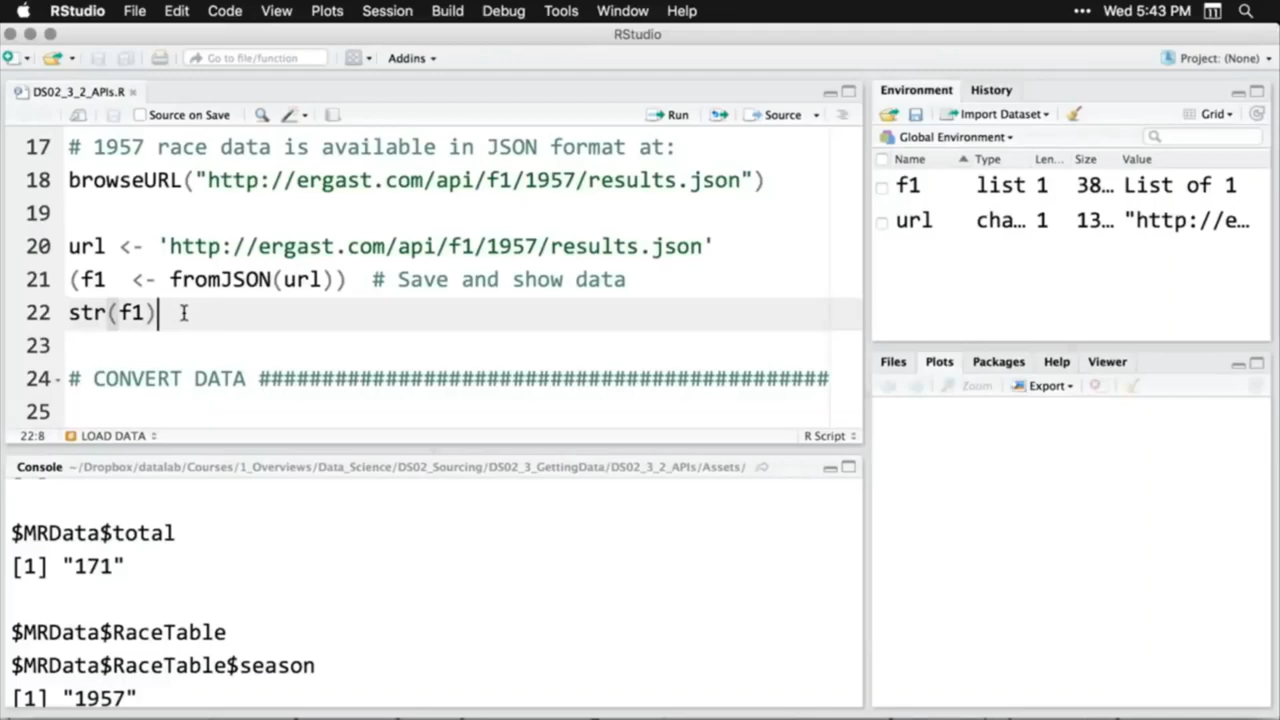 RStudio File Edit Code View Plots Session Build Debug Tools Window Help ••• Wed 5:43 PM 11
RStudio
Go to file/function Addins Project: (None)
DS02_3_2_APIs.R
Source on Save Run Source
17 # 1957 race data is available in JSON format at:
18 browseURL("http://ergast.com/api/f1/1957/results.json")
19
20 url <- 'http://ergast.com/api/f1/1957/results.json'
21 (f1  <- fromJSON(url))  # Save and show data
22 str(f1)
23
24 # CONVERT DATA #############################################
25
22:8 LOAD DATA R Script
Console ~/Dropbox/datalab/Courses/1_Overviews/Data_Science/DS02_Sourcing/DS02_3_GettingData/DS02_3_2_APIs/Assets/
$MRData$total
[1] "171"
$MRData$RaceTable
$MRData$RaceTable$season
[1] "1957"
Environment History
Import Dataset Grid
Global Environment
Name Type Len... Size Value
f1 list 1 38... List of 1
url cha... 1 13... "http://e...
Files Plots Packages Help Viewer
Zoom Export